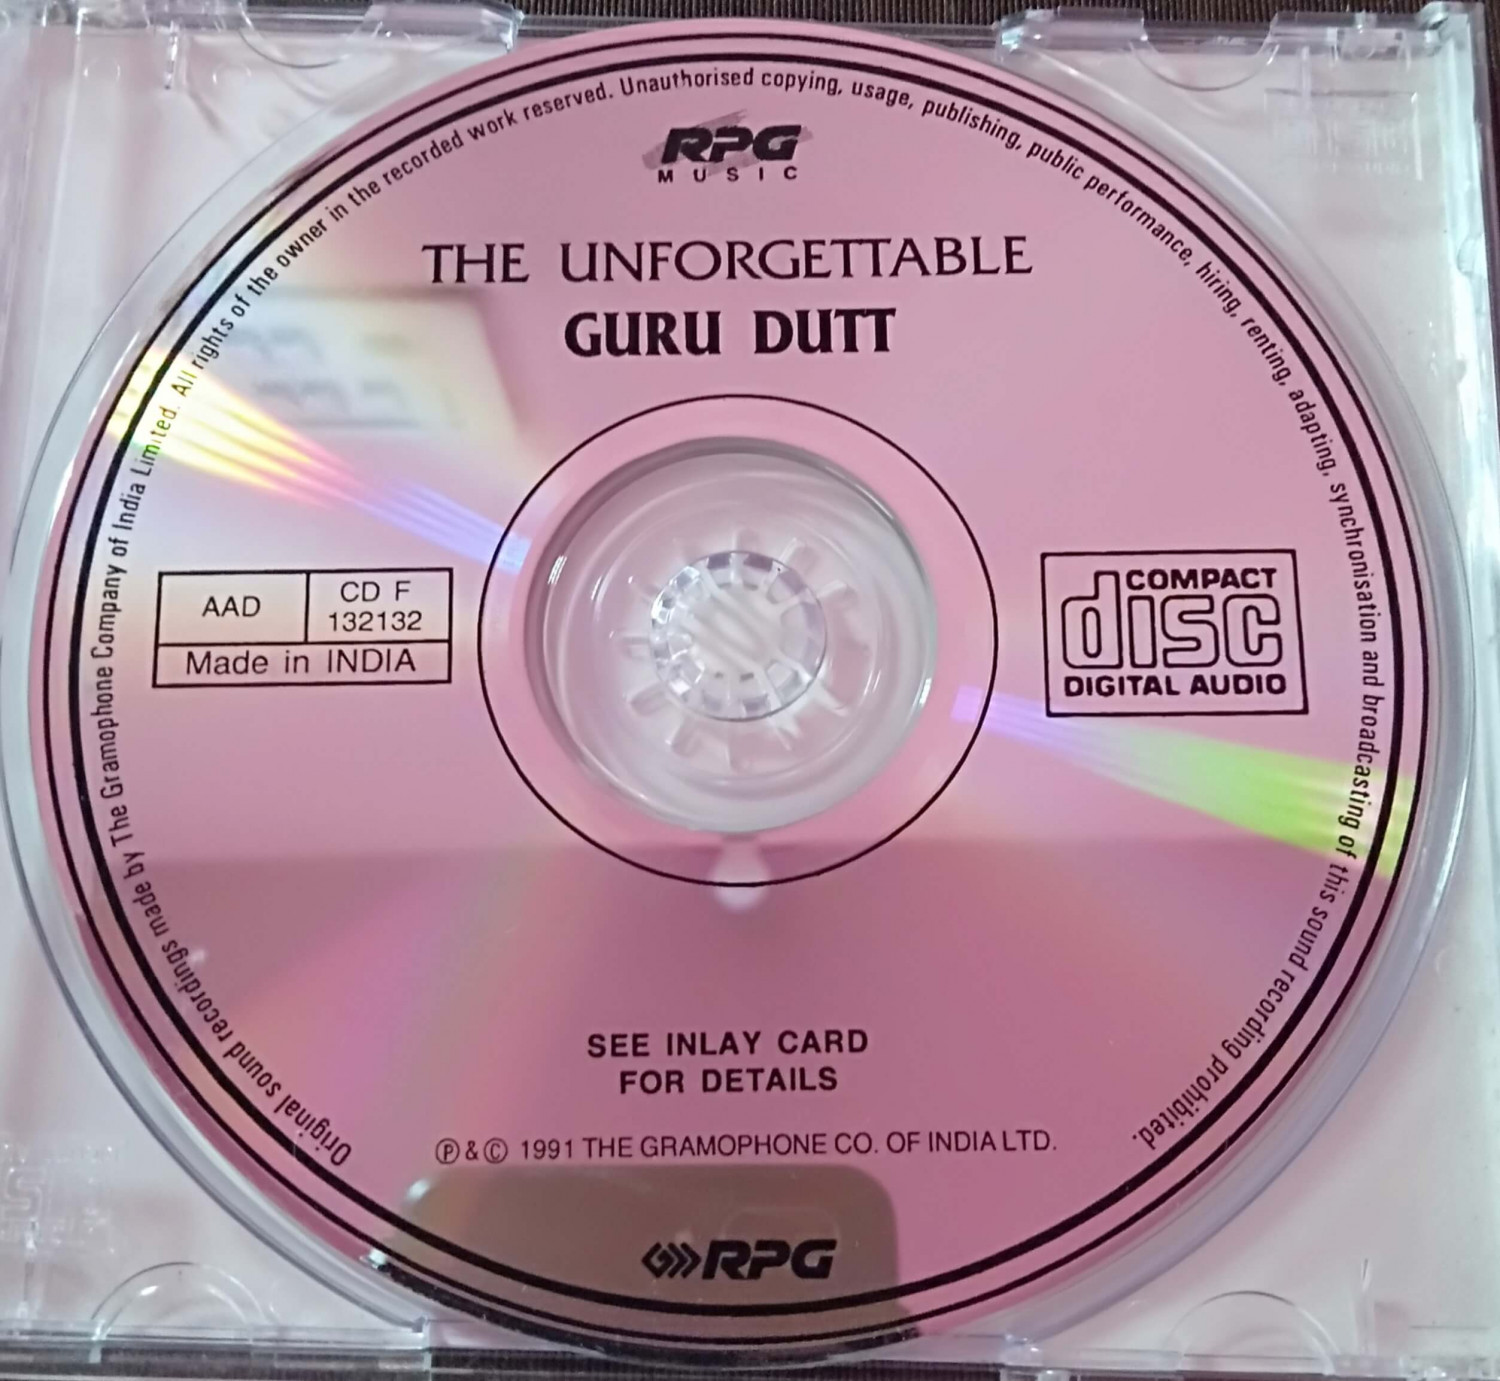 RPG
MUSIC
THE UNFORGETTABLE
GURU DUTT
AAD
CD F
132132
Made in INDIA
COMPACT
disc
DIGITAL AUDIO
SEE INLAY CARD
FOR DETAILS
℗ & © 1991 THE GRAMOPHONE CO. OF INDIA LTD.
RPG
Original sound recordings made by The Gramophone Company of India Limited. All rights of the owner in the recorded work reserved. Unauthorised copying, usage, publishing, public performance, hiring, renting, adapting, synchronisation and broadcasting of this sound recording prohibited.